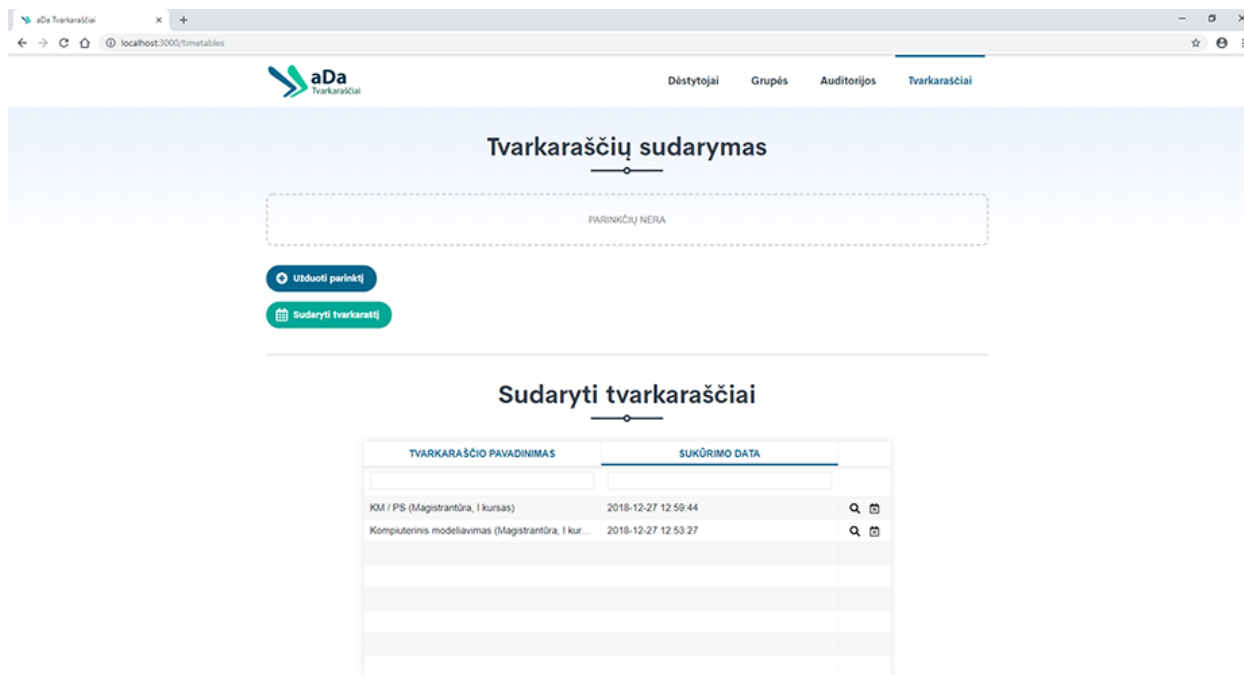 aDa Tvarkaraščiai
localhost:3000/timetables
aDa
Tvarkaraščiai
Dėstytojai Grupės Auditorijos Tvarkaraščiai
Tvarkaraščių sudarymas
PARINKČIŲ NĖRA
Užduoti parinktį
Sudaryti tvarkaraštį
Sudaryti tvarkaraščiai
TVARKARAŠČIO PAVADINIMAS SUKŪRIMO DATA
KM / PS (Magistrantūra, I kursas) 2018-12-27 12:59:44
Kompiuterinis modeliavimas (Magistrantūra, I kur... 2018-12-27 12:53:27